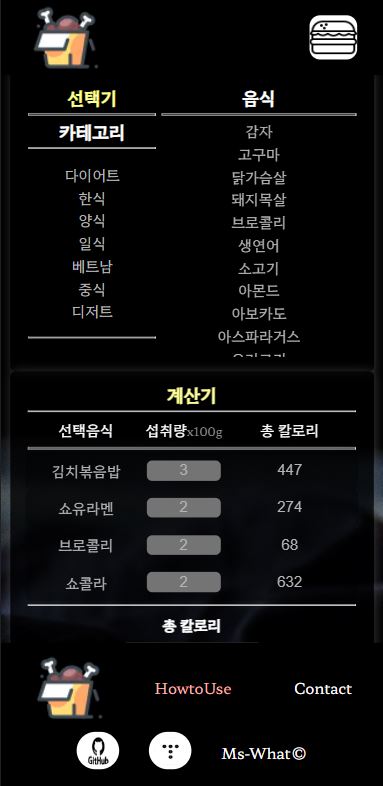 선택기
카테고리
다이어트
한식
양식
일식
베트남
중식
디저트
음식
감자
고구마
닭가슴살
돼지목살
브로콜리
생연어
소고기
아몬드
아보카도
아스파라거스
계산기
선택음식 섭취량x100g 총 칼로리
김치볶음밥 3 447
쇼유라멘 2 274
브로콜리 2 68
쇼콜라 2 632
총 칼로리
HowtoUse Contact
GitHub
Ms-What©